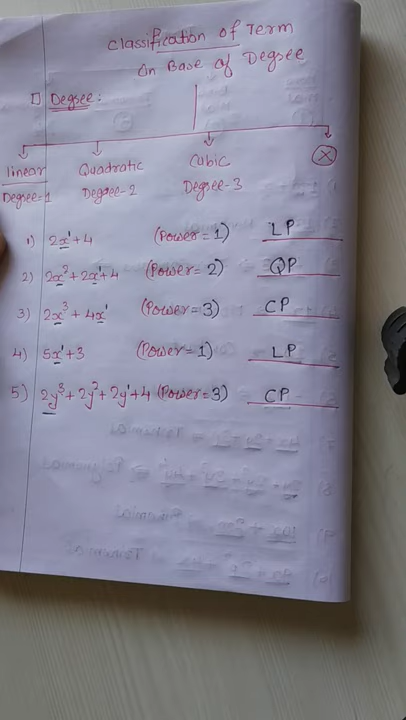 Classification of Term
On Base of Degree
□ Degree:
linear Quadratic Cubic ⓧ
Degree=1 Degree-2 Degree-3
1) 2x¹+4 (Power=1) LP
2) 2x²+2x¹+4 (Power=2) QP
3) 2x³+4x¹ (Power=3) CP
4) 5x¹+3 (Power=1) LP
5) 2y³+2y²+2y¹+4 (Power=3) CP